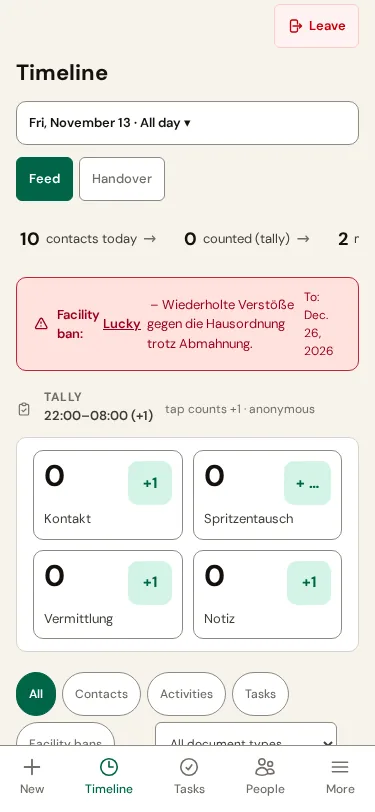 Leave
Timeline
Fri, November 13 · All day ▾
Feed
Handover
10 contacts today →
0 counted (tally) →
2
Facility ban:
Lucky
– Wiederholte Verstöße gegen die Hausordnung trotz Abmahnung.
To: Dec. 26, 2026
TALLY
22:00–08:00 (+1)
tap counts +1 · anonymous
0
+1
Kontakt
0
+ ...
Spritzentausch
0
+1
Vermittlung
0
+1
Notiz
All
Contacts
Activities
Tasks
Facility bans
All document types
New
Timeline
Tasks
People
More